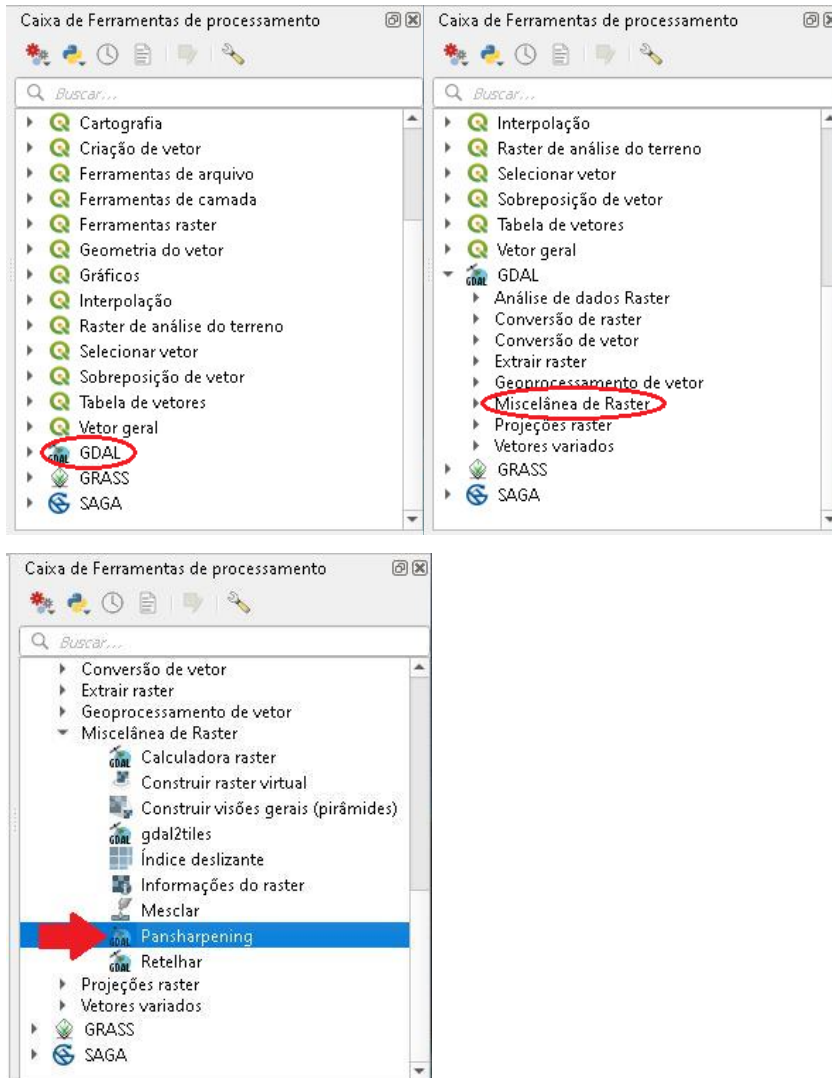 Caixa de Ferramentas de processamento
Buscar...
Cartografia
Criação de vetor
Ferramentas de arquivo
Ferramentas de camada
Ferramentas raster
Geometria do vetor
Gráficos
Interpolação
Raster de análise do terreno
Selecionar vetor
Sobreposição de vetor
Tabela de vetores
Vetor geral
GDAL GDAL
GRASS
SAGA
Caixa de Ferramentas de processamento
Buscar...
Interpolação
Raster de análise do terreno
Selecionar vetor
Sobreposição de vetor
Tabela de vetores
Vetor geral
GDAL GDAL
Análise de dados Raster
Conversão de raster
Conversão de vetor
Extrair raster
Geoprocessamento de vetor
Miscelânea de Raster
Projeções raster
Vetores variados
GRASS
SAGA
Caixa de Ferramentas de processamento
Buscar...
Conversão de vetor
Extrair raster
Geoprocessamento de vetor
Miscelânea de Raster
GDAL Calculadora raster
Construir raster virtual
Construir visões gerais (pirâmides)
GDAL gdal2tiles
Índice deslizante
Informações do raster
Mesclar
GDAL Pansharpening
GDAL Retelhar
Projeções raster
Vetores variados
GRASS
SAGA